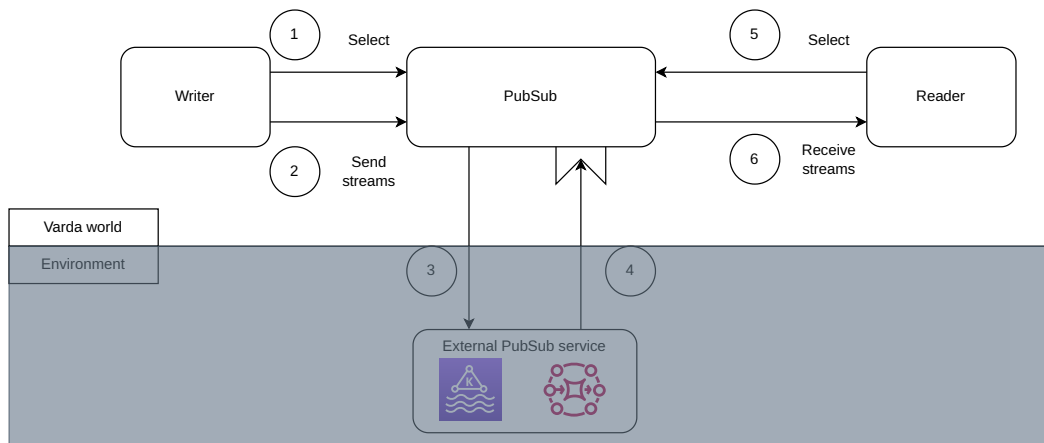 1
Select
5
Select
Writer
PubSub
Reader
2
Send
streams
6
Receive
streams
Varda world
Environment
3
4
External PubSub service
K